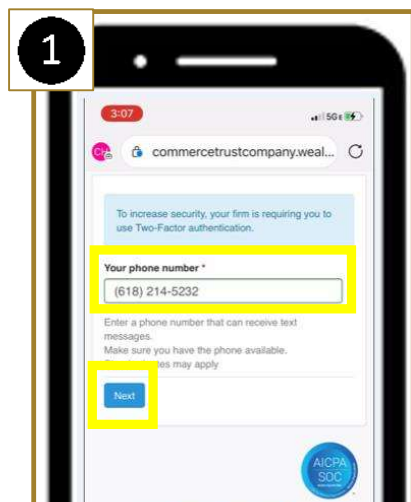 1
3:07
5G
CH
commercetrustcompany.weal...
To increase security, your firm is requiring you to
use Two-Factor authentication.
Your phone number *
(618) 214-5232
Enter a phone number that can receive text
messages.
Make sure you have the phone available.
may apply
Next
AICPA
SOC